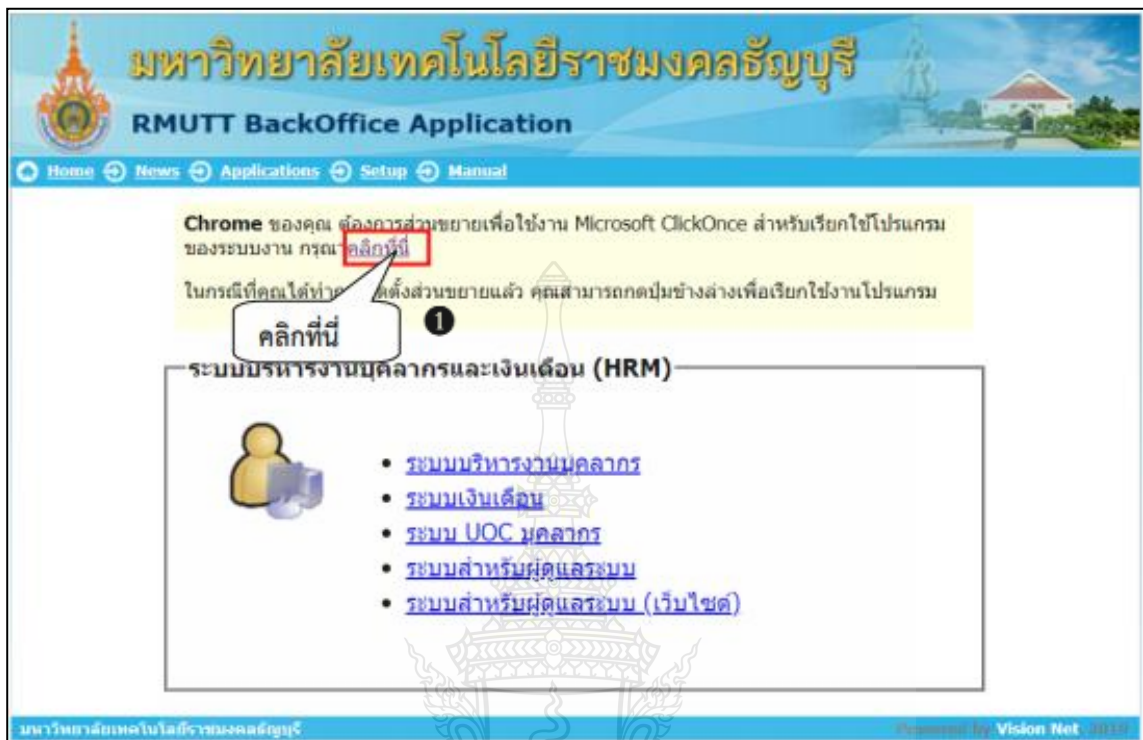 มหาวิทยาลัยเทคโนโลยีราชมงคลธัญบุรี
RMUTT BackOffice Application
Home News Applications Setup Manual
Chrome ของคุณ ต้องการส่วนขยายเพื่อใช้งาน Microsoft ClickOnce สำหรับเรียกใช้โปรแกรม
ของระบบงาน กรุณาคลิกที่นี่
ในกรณีที่คุณได้ทำ ติดตั้งส่วนขยายแล้ว คุณสามารถกดปุ่มข้างล่างเพื่อเรียกใช้งานโปรแกรม
คลิกที่นี่
❶
ระบบบริหารงานบุคลากรและเงินเดือน (HRM)
• ระบบบริหารงานบุคลากร
• ระบบเงินเดือน
• ระบบ UOC บุคลากร
• ระบบสำหรับผู้ดูแลระบบ
• ระบบสำหรับผู้ดูแลระบบ (เว็บไซต์)
มหาวิทยาลัยเทคโนโลยีราชมงคลธัญบุรี
Powered by Vision Net, 2019